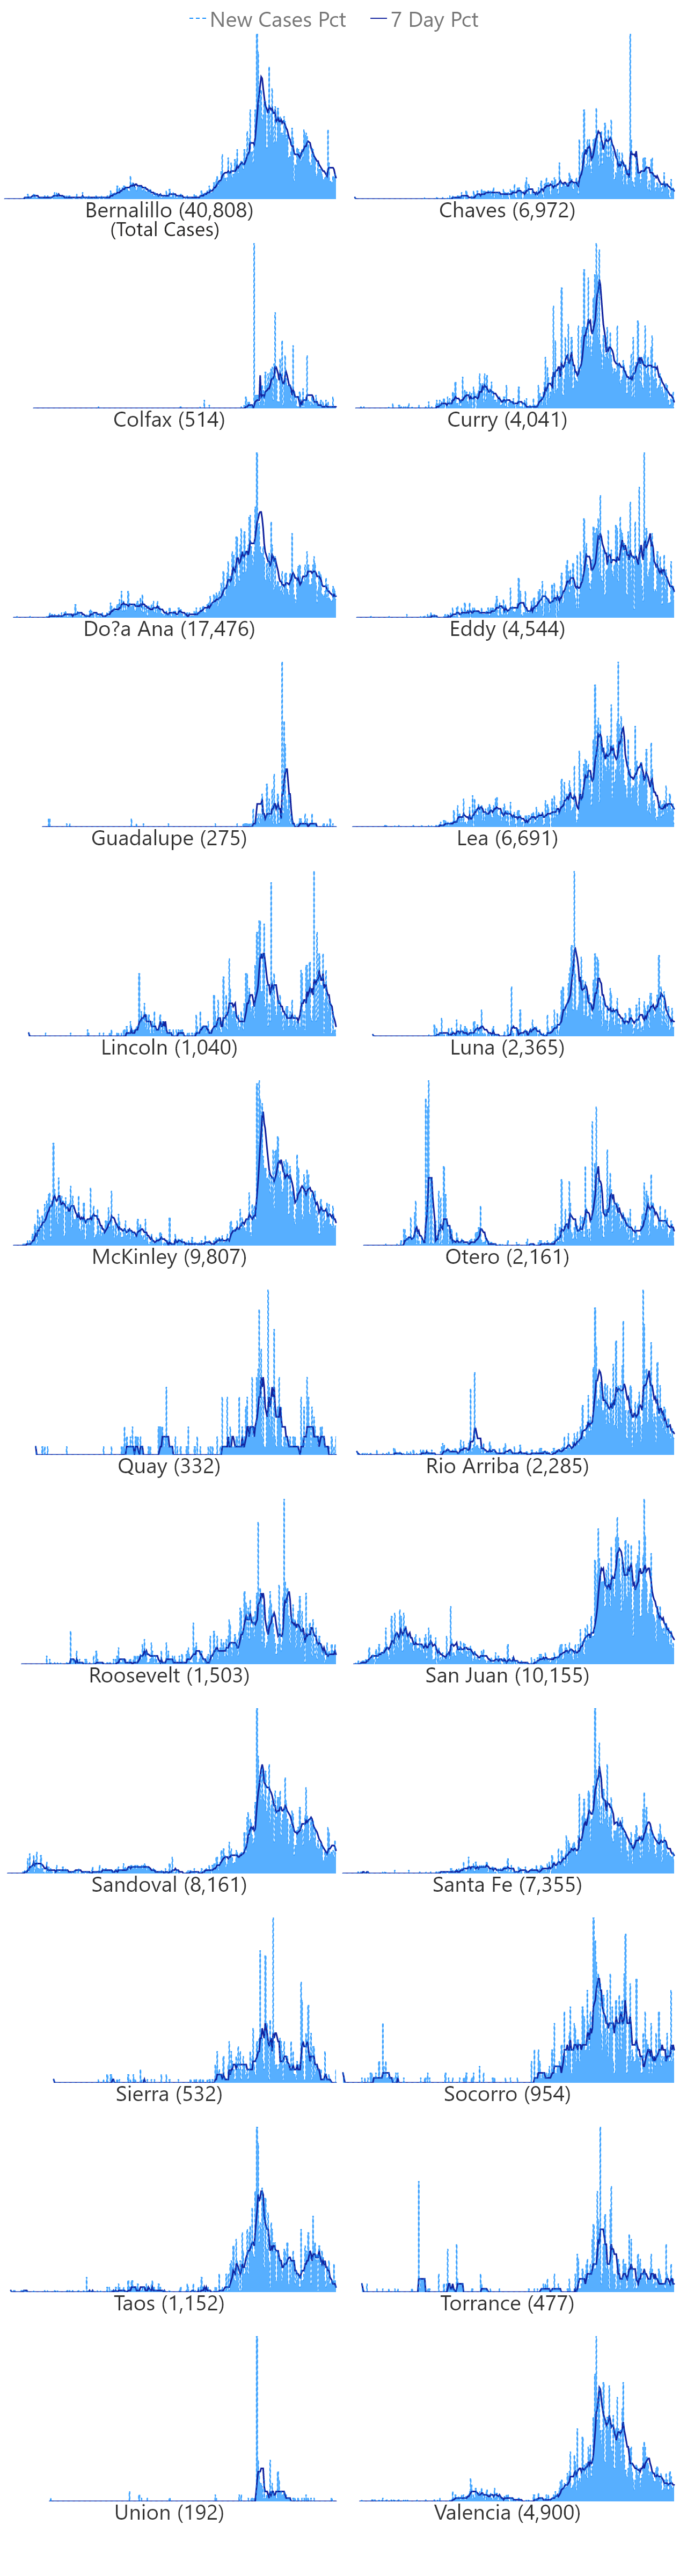 New Cases Pct 7 Day Pct
Bernalillo (40,808) Chaves (6,972)
(Total Cases)
Colfax (514) Curry (4,041)
Do?a Ana (17,476) Eddy (4,544)
Guadalupe (275) Lea (6,691)
Lincoln (1,040) Luna (2,365)
McKinley (9,807) Otero (2,161)
Quay (332) Rio Arriba (2,285)
Roosevelt (1,503) San Juan (10,155)
Sandoval (8,161) Santa Fe (7,355)
Sierra (532) Socorro (954)
Taos (1,152) Torrance (477)
Union (192) Valencia (4,900)